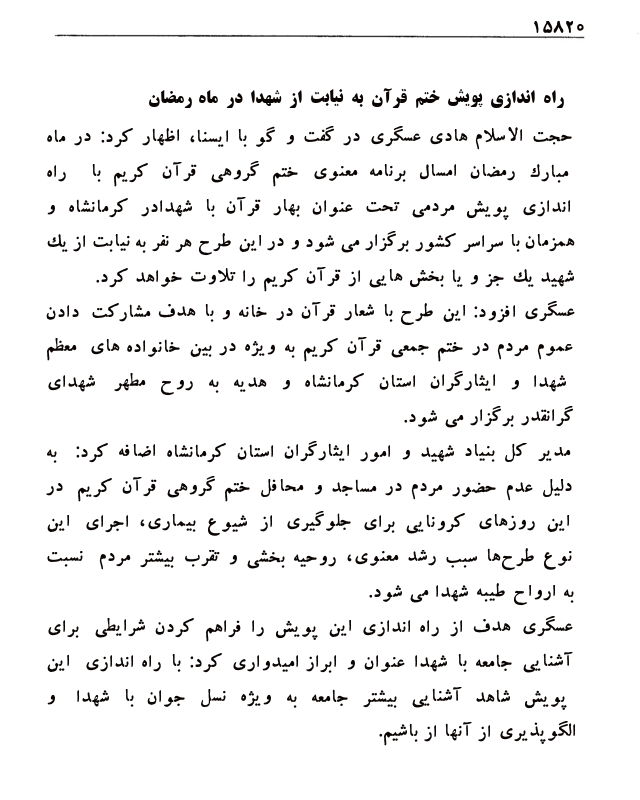 ۱۵۸۲۰
راه اندازی پویش ختم قرآن به نیابت از شهدا در ماه رمضان
حجت الاسلام هادی عسگری در گفت و گو با ایسنا، اظهار کرد: در ماه
مبارك رمضان امسال برنامه معنوی ختم گروهی قرآن کریم با راه
اندازی پویش مردمی تحت عنوان بهار قرآن با شهدادر کرمانشاه و
همزمان با سراسر کشور برگزار می شود و در این طرح هر نفر به نیابت از یك
شهید یك جز و یا بخش هایی از قرآن کریم را تلاوت خواهد کرد.
عسگری افزود: این طرح با شعار قرآن در خانه و با هدف مشارکت دادن
عموم مردم در ختم جمعی قرآن کریم به ویژه در بین خانواده های معظم
شهدا و ایثارگران استان کرمانشاه و هدیه به روح مطهر شهدای
گرانقدر برگزار می شود.
مدیر کل بنیاد شهید و امور ایثارگران استان کرمانشاه اضافه کرد: به
دلیل عدم حضور مردم در مساجد و محافل ختم گروهی قرآن کریم در
این روزهای کرونایی برای جلوگیری از شیوع بیماری، اجرای این
نوع طرح‌ها سبب رشد معنوی، روحیه بخشی و تقرب بیشتر مردم نسبت
به ارواح طیبه شهدا می شود.
عسگری هدف از راه اندازی این پویش را فراهم کردن شرایطی برای
آشنایی جامعه با شهدا عنوان و ابراز امیدواری کرد: با راه اندازی این
پویش شاهد آشنایی بیشتر جامعه به ویژه نسل جوان با شهدا و
الگوپذیری از آنها از باشیم.